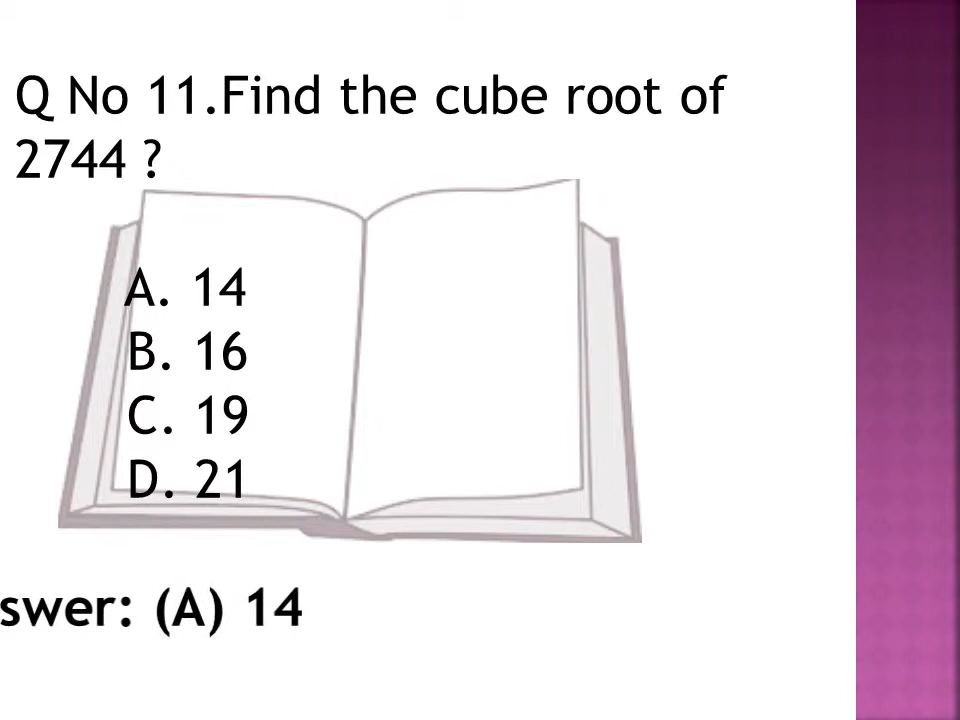 Q No 11.Find the cube root of
2744 ?
A. 14
B. 16
C. 19
D. 21
swer: (A) 14